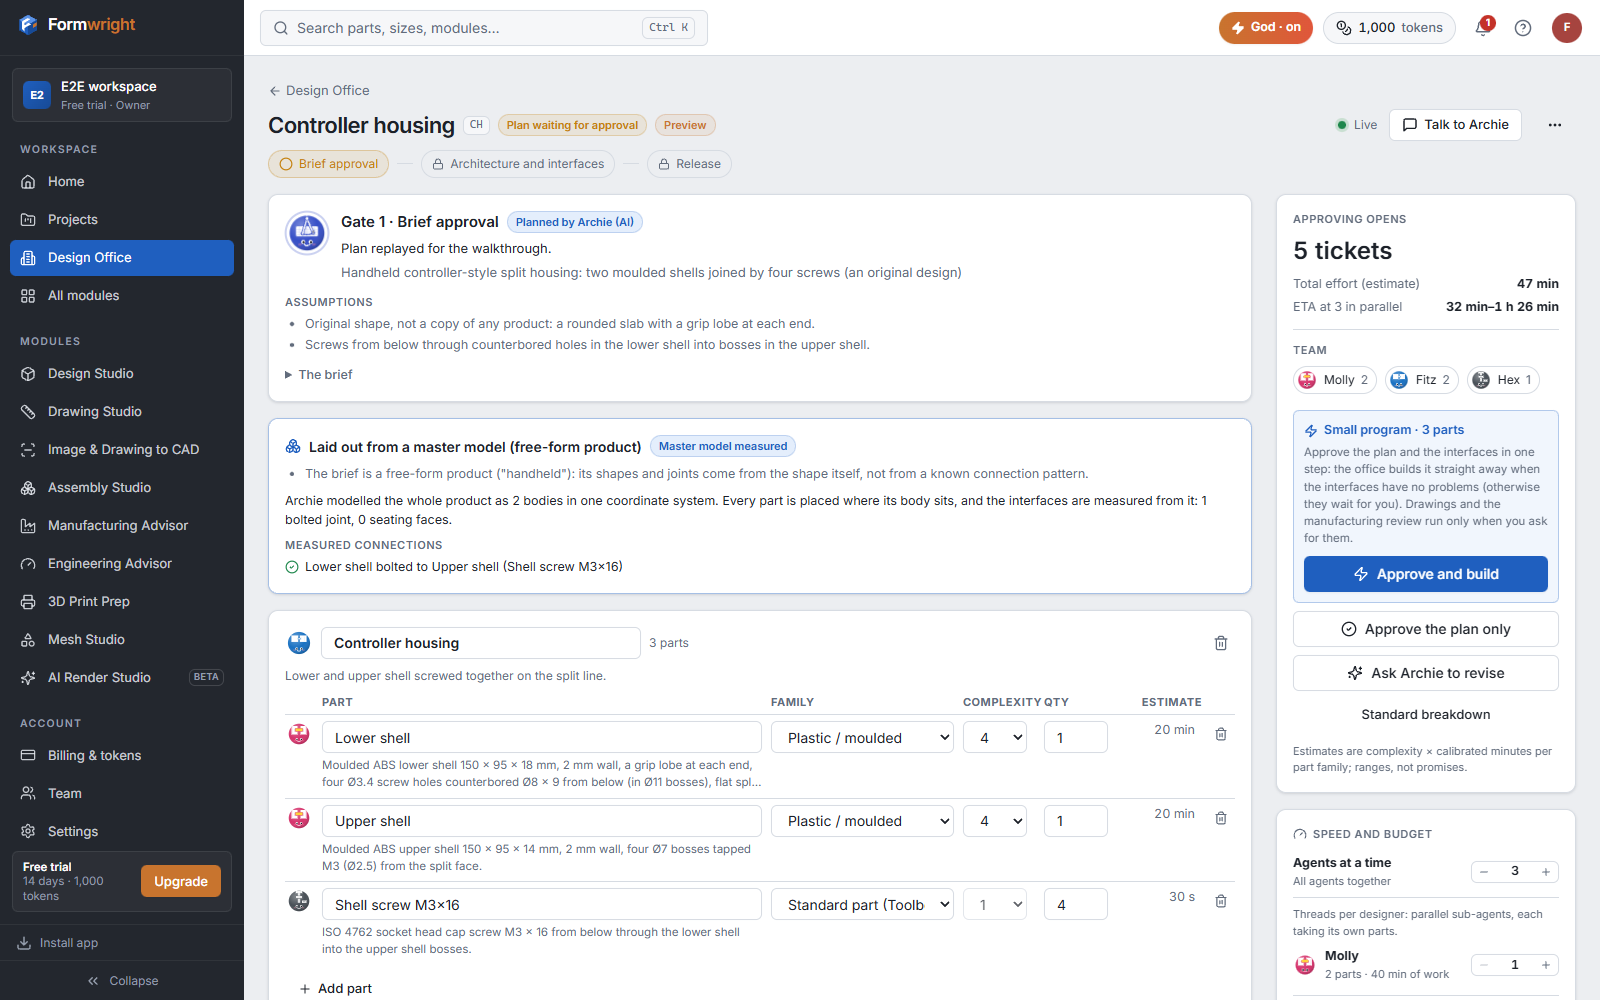 Formwright
Search parts, sizes, modules...
Ctrl K
God · on
1,000 tokens
1
F
E2
E2E workspace
Free trial · Owner
WORKSPACE
Home
Projects
Design Office
All modules
MODULES
Design Studio
Drawing Studio
Image & Drawing to CAD
Assembly Studio
Manufacturing Advisor
Engineering Advisor
3D Print Prep
Mesh Studio
AI Render Studio
BETA
ACCOUNT
Billing & tokens
Team
Settings
Free trial
14 days · 1,000
tokens
Upgrade
Install app
Collapse
Design Office
Controller housing
CH
Plan waiting for approval
Preview
Live
Talk to Archie
Brief approval
Architecture and interfaces
Release
Gate 1 · Brief approval
Planned by Archie (AI)
Plan replayed for the walkthrough.
Handheld controller-style split housing: two moulded shells joined by four screws (an original design)
ASSUMPTIONS
Original shape, not a copy of any product: a rounded slab with a grip lobe at each end.
Screws from below through counterbored holes in the lower shell into bosses in the upper shell.
The brief
Laid out from a master model (free-form product)
Master model measured
The brief is a free-form product ("handheld"): its shapes and joints come from the shape itself, not from a known connection pattern.
Archie modelled the whole product as 2 bodies in one coordinate system. Every part is placed where its body sits, and the interfaces are measured from it: 1
bolted joint, 0 seating faces.
MEASURED CONNECTIONS
Lower shell bolted to Upper shell (Shell screw M3×16)
Controller housing
3 parts
Lower and upper shell screwed together on the split line.
PART FAMILY COMPLEXITY QTY ESTIMATE
Lower shell
Plastic / moulded
4
1
20 min
Moulded ABS lower shell 150 × 95 × 18 mm, 2 mm wall, a grip lobe at each end,
four Ø3.4 screw holes counterbored Ø8 × 9 from below (in Ø11 bosses), flat spl...
Upper shell
Plastic / moulded
4
1
20 min
Moulded ABS upper shell 150 × 95 × 14 mm, 2 mm wall, four Ø7 bosses tapped
M3 (Ø2.5) from the split face.
Shell screw M3×16
Standard part (Toolb
1
4
30 s
ISO 4762 socket head cap screw M3 × 16 from below through the lower shell
into the upper shell bosses.
+ Add part
APPROVING OPENS
5 tickets
Total effort (estimate) 47 min
ETA at 3 in parallel 32 min–1 h 26 min
TEAM
Molly 2
Fitz 2
Hex 1
Small program · 3 parts
Approve the plan and the interfaces in one
step: the office builds it straight away when
the interfaces have no problems (otherwise
they wait for you). Drawings and the
manufacturing review run only when you ask
for them.
Approve and build
Approve the plan only
Ask Archie to revise
Standard breakdown
Estimates are complexity × calibrated minutes per
part family; ranges, not promises.
SPEED AND BUDGET
Agents at a time
All agents together
− 3 +
Threads per designer: parallel sub-agents, each
taking its own parts.
Molly
2 parts · 40 min of work
− 1 +